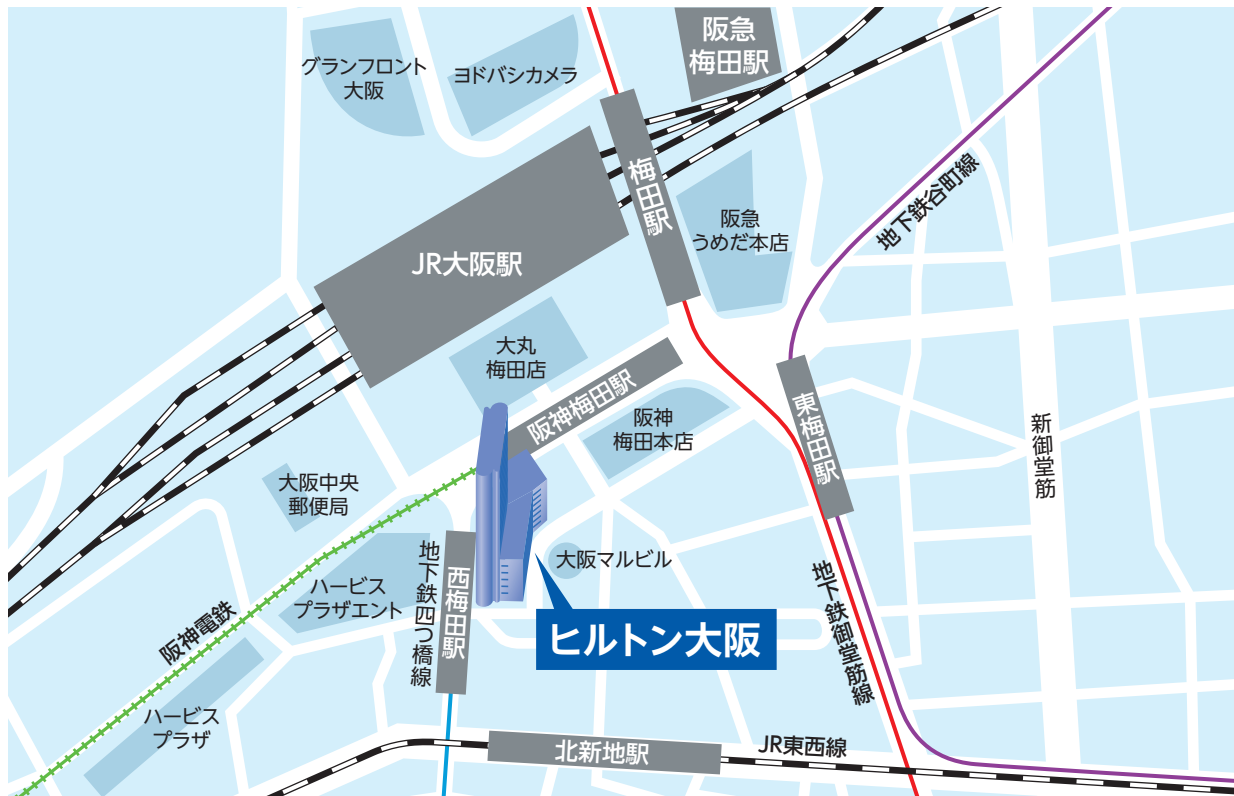 阪急
梅田駅
グランフロント
大阪
ヨドバシカメラ
梅田駅
地下鉄谷町線
阪急
うめだ本店
JR大阪駅
大丸
梅田店
阪神梅田駅
阪神
梅田本店
東梅田駅
新御堂筋
大阪中央
郵便局
地下鉄四つ橋線
西梅田駅
大阪マルビル
ハービス
プラザエント
阪神電鉄
ヒルトン大阪
地下鉄御堂筋線
ハービス
プラザ
北新地駅
JR東西線